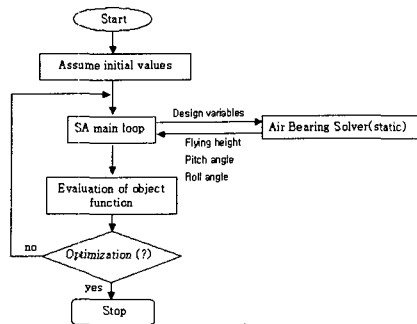 Start
Assume initial values
Design variables
SA main loop
Air Bearing Solver(static)
Flying height
Pitch angle
Roll angle
Evaluation of object
function
no
Optimization (?)
yes
Stop